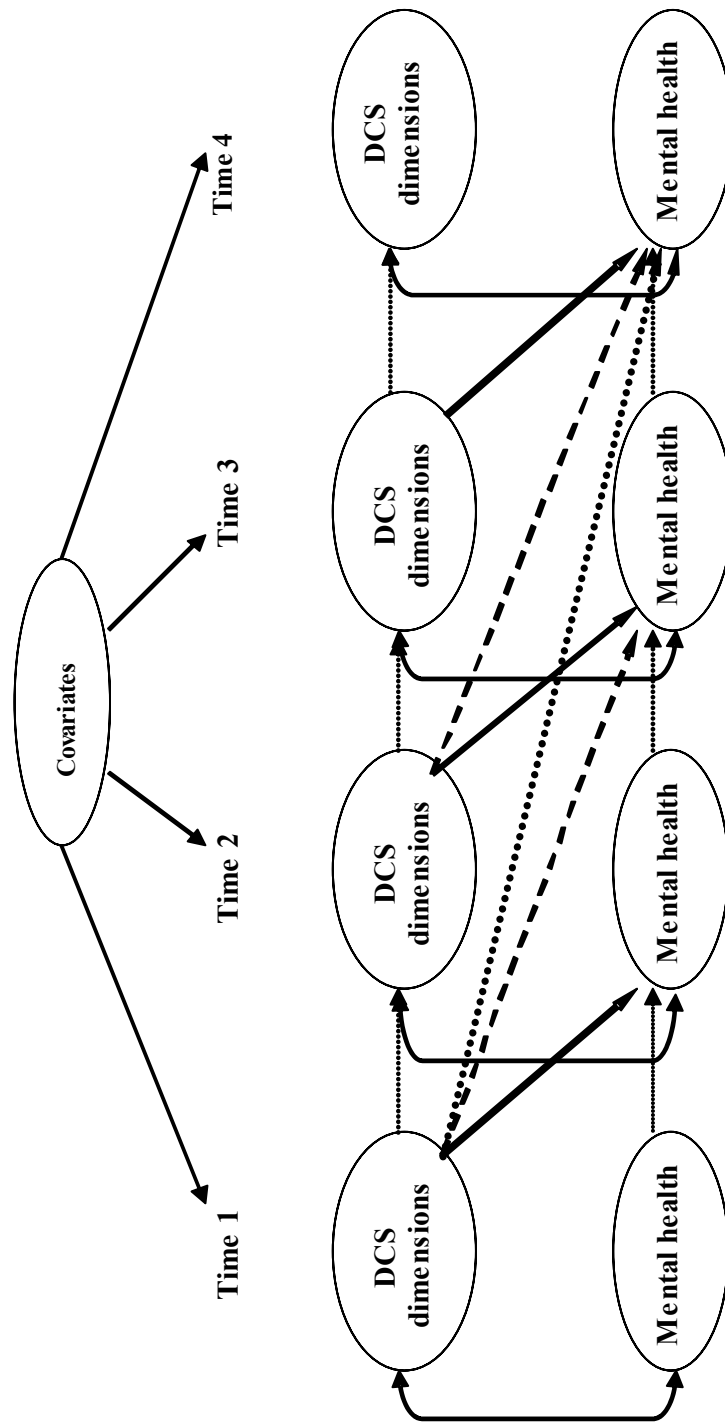 Covariates
Time 1
Time 2
Time 3
Time 4
DCS
dimensions
DCS
dimensions
DCS
dimensions
DCS
dimensions
Mental health
Mental health
Mental health
Mental health